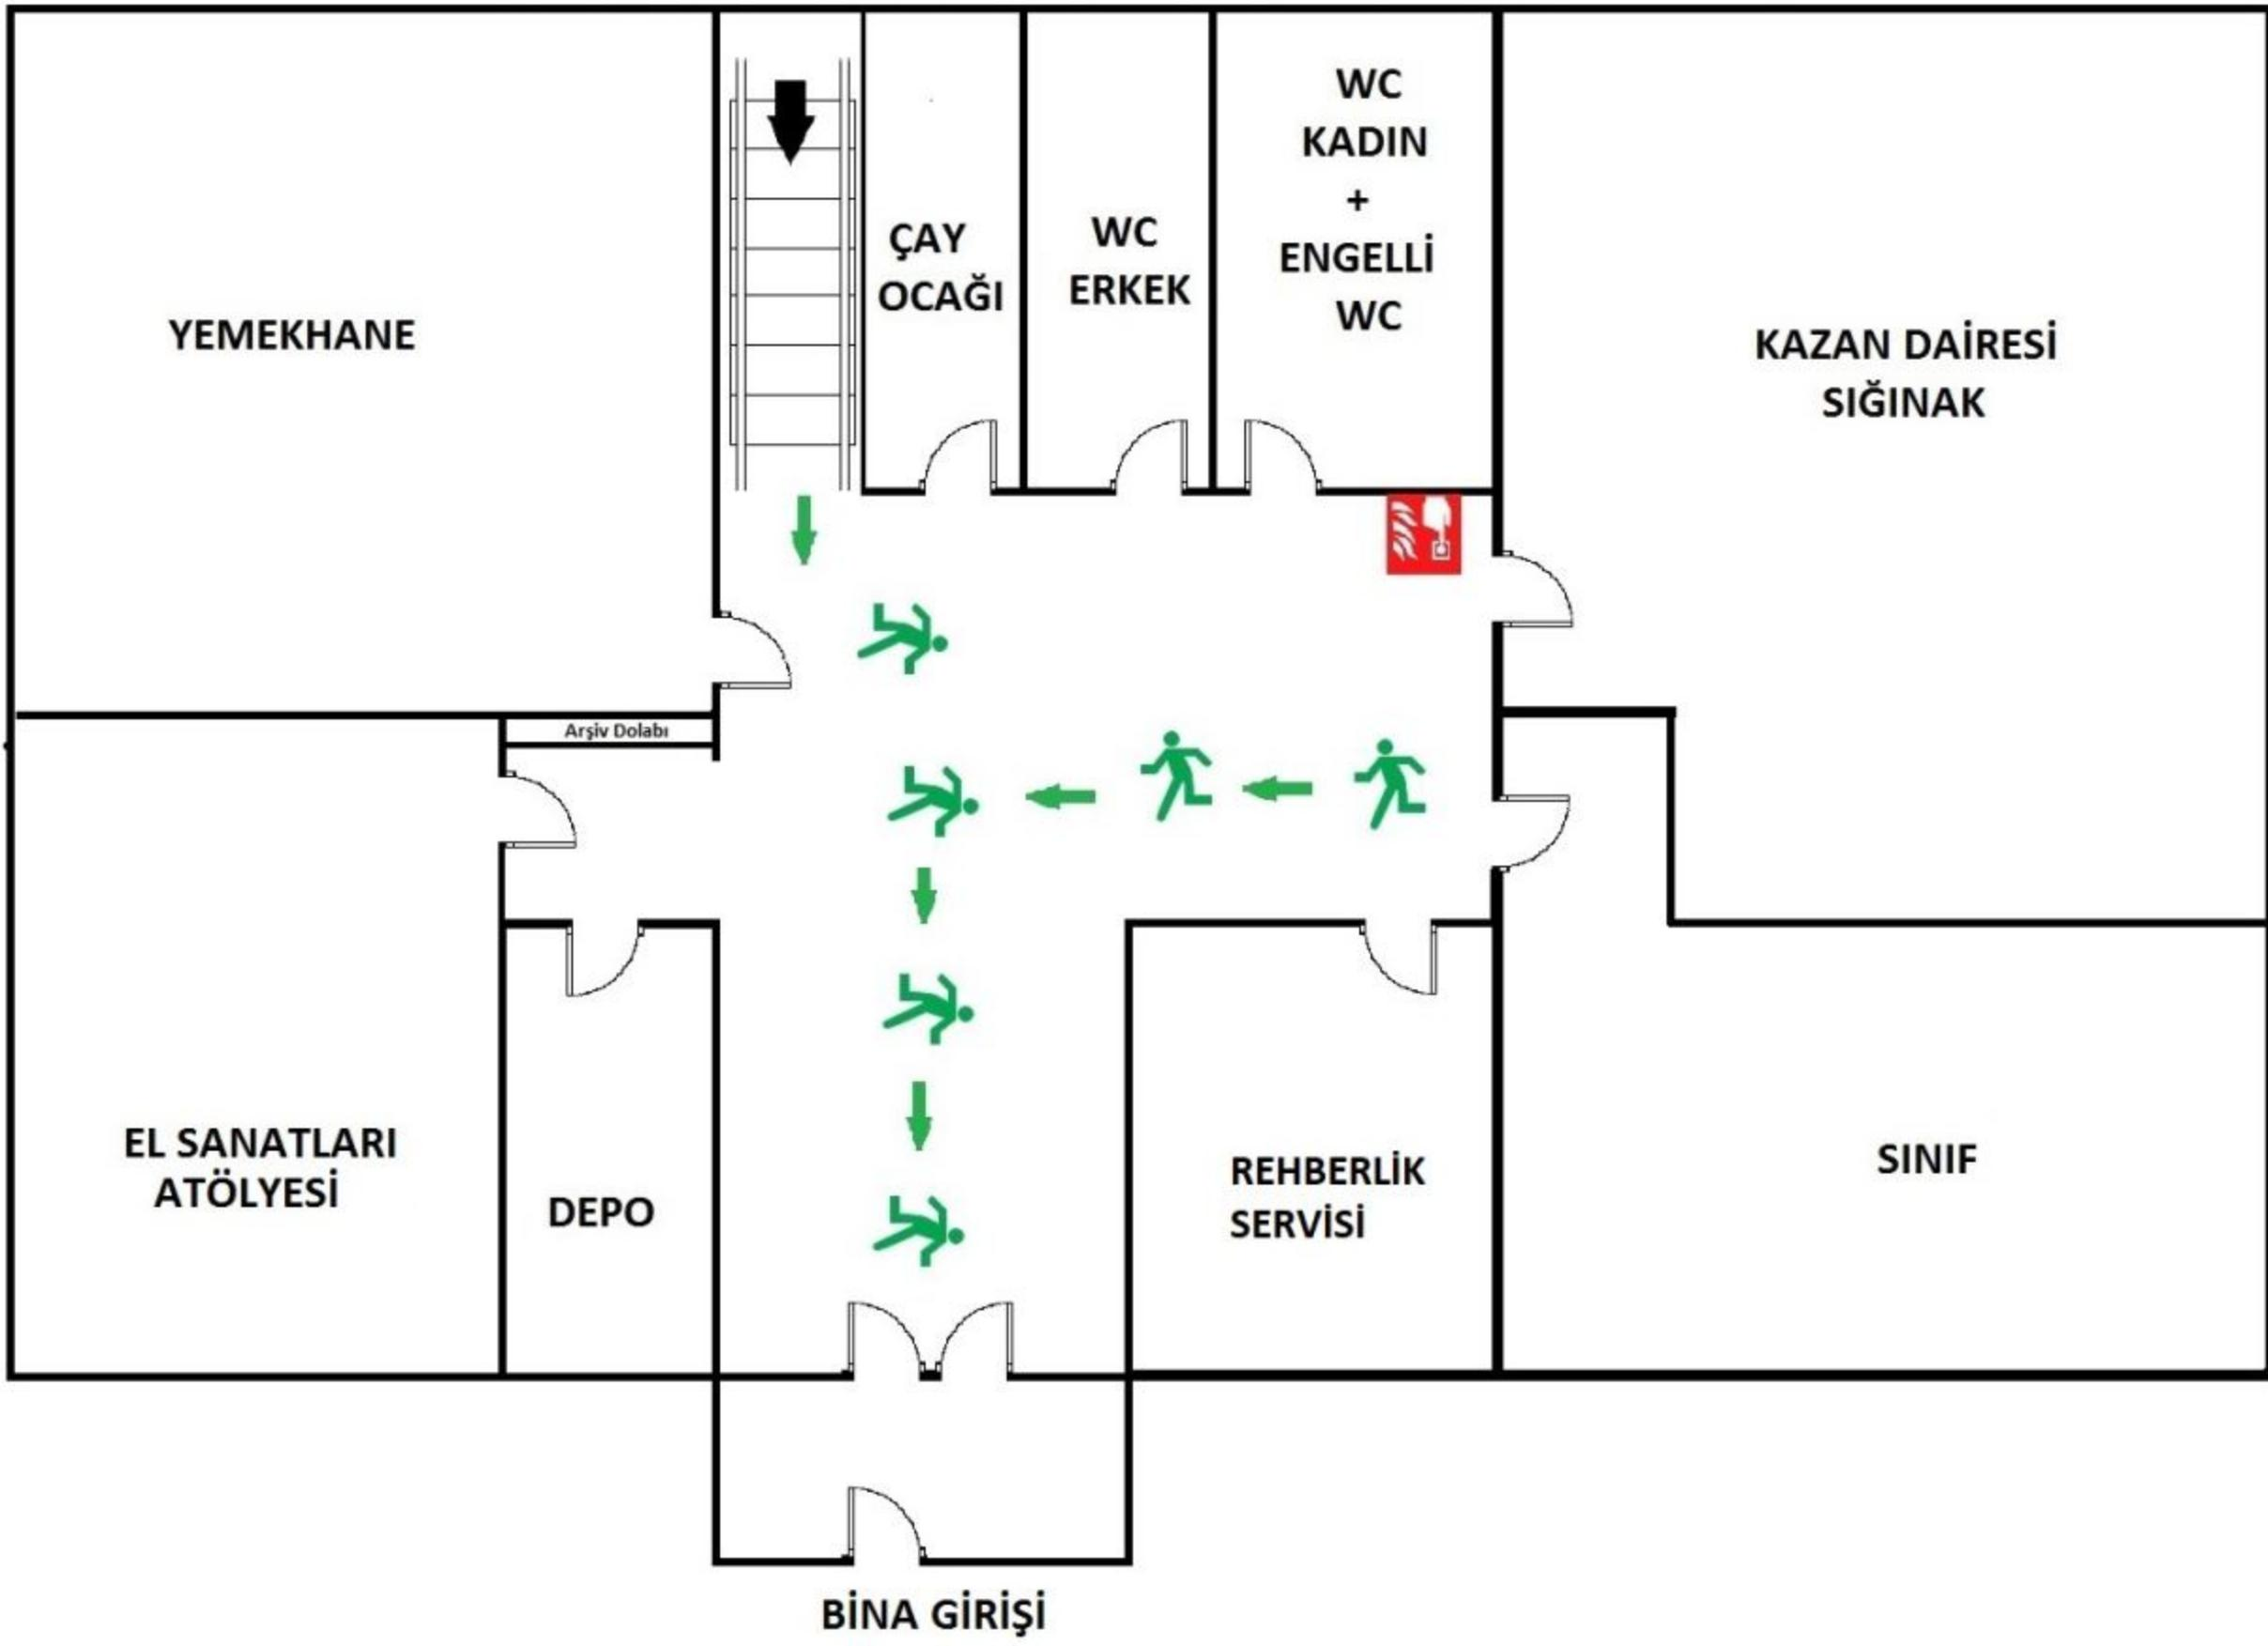 YEMEKHANE
ÇAY
OCAĞI
WC
ERKEK
WC
KADIN
+
ENGELLİ
WC
KAZAN DAİRESİ
SIĞINAK
Arşiv Dolabı
EL SANATLARI
ATÖLYESİ
DEPO
REHBERLİK
SERVİSİ
SINIF
BİNA GİRİŞİ